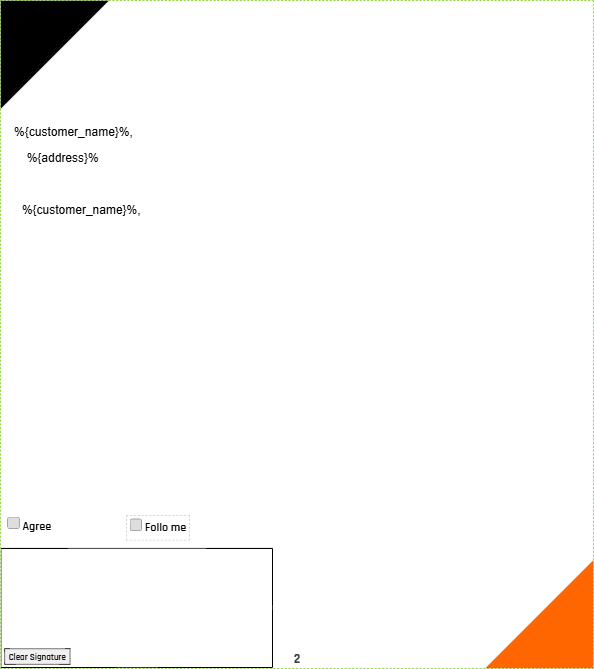 %{customer_name}%,
%{address}%
%{customer_name}%,
Agree Follo me
Clear Signature
2